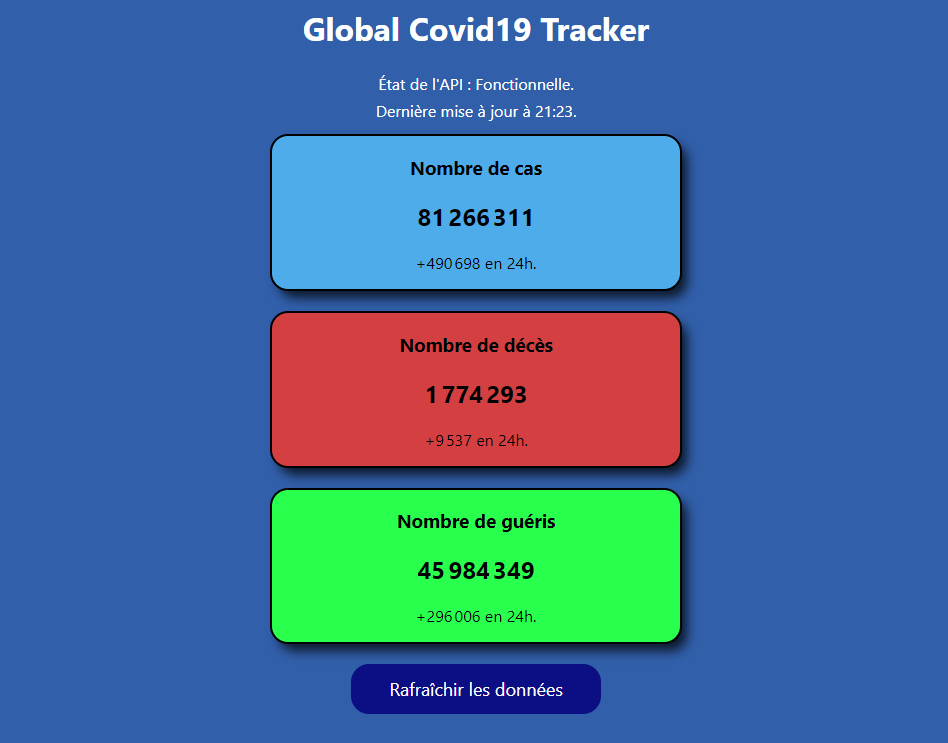 Global Covid19 Tracker
État de l'API : Fonctionnelle.
Dernière mise à jour à 21:23.
Nombre de cas
81 266 311
+490 698 en 24h.
Nombre de décès
1 774 293
+9 537 en 24h.
Nombre de guéris
45 984 349
+296 006 en 24h.
Rafraîchir les données